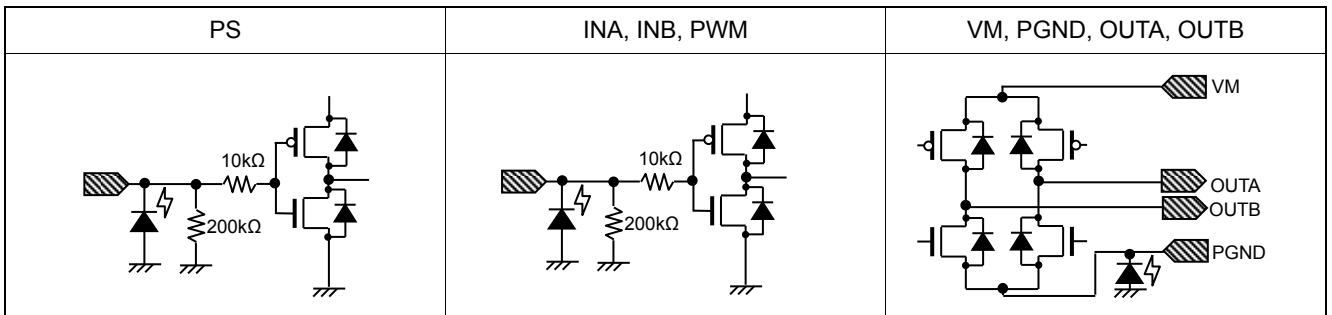 PS
INA, INB, PWM
VM, PGND, OUTA, OUTB
10kΩ
200kΩ
10kΩ
200kΩ
VM
OUTA
OUTB
PGND